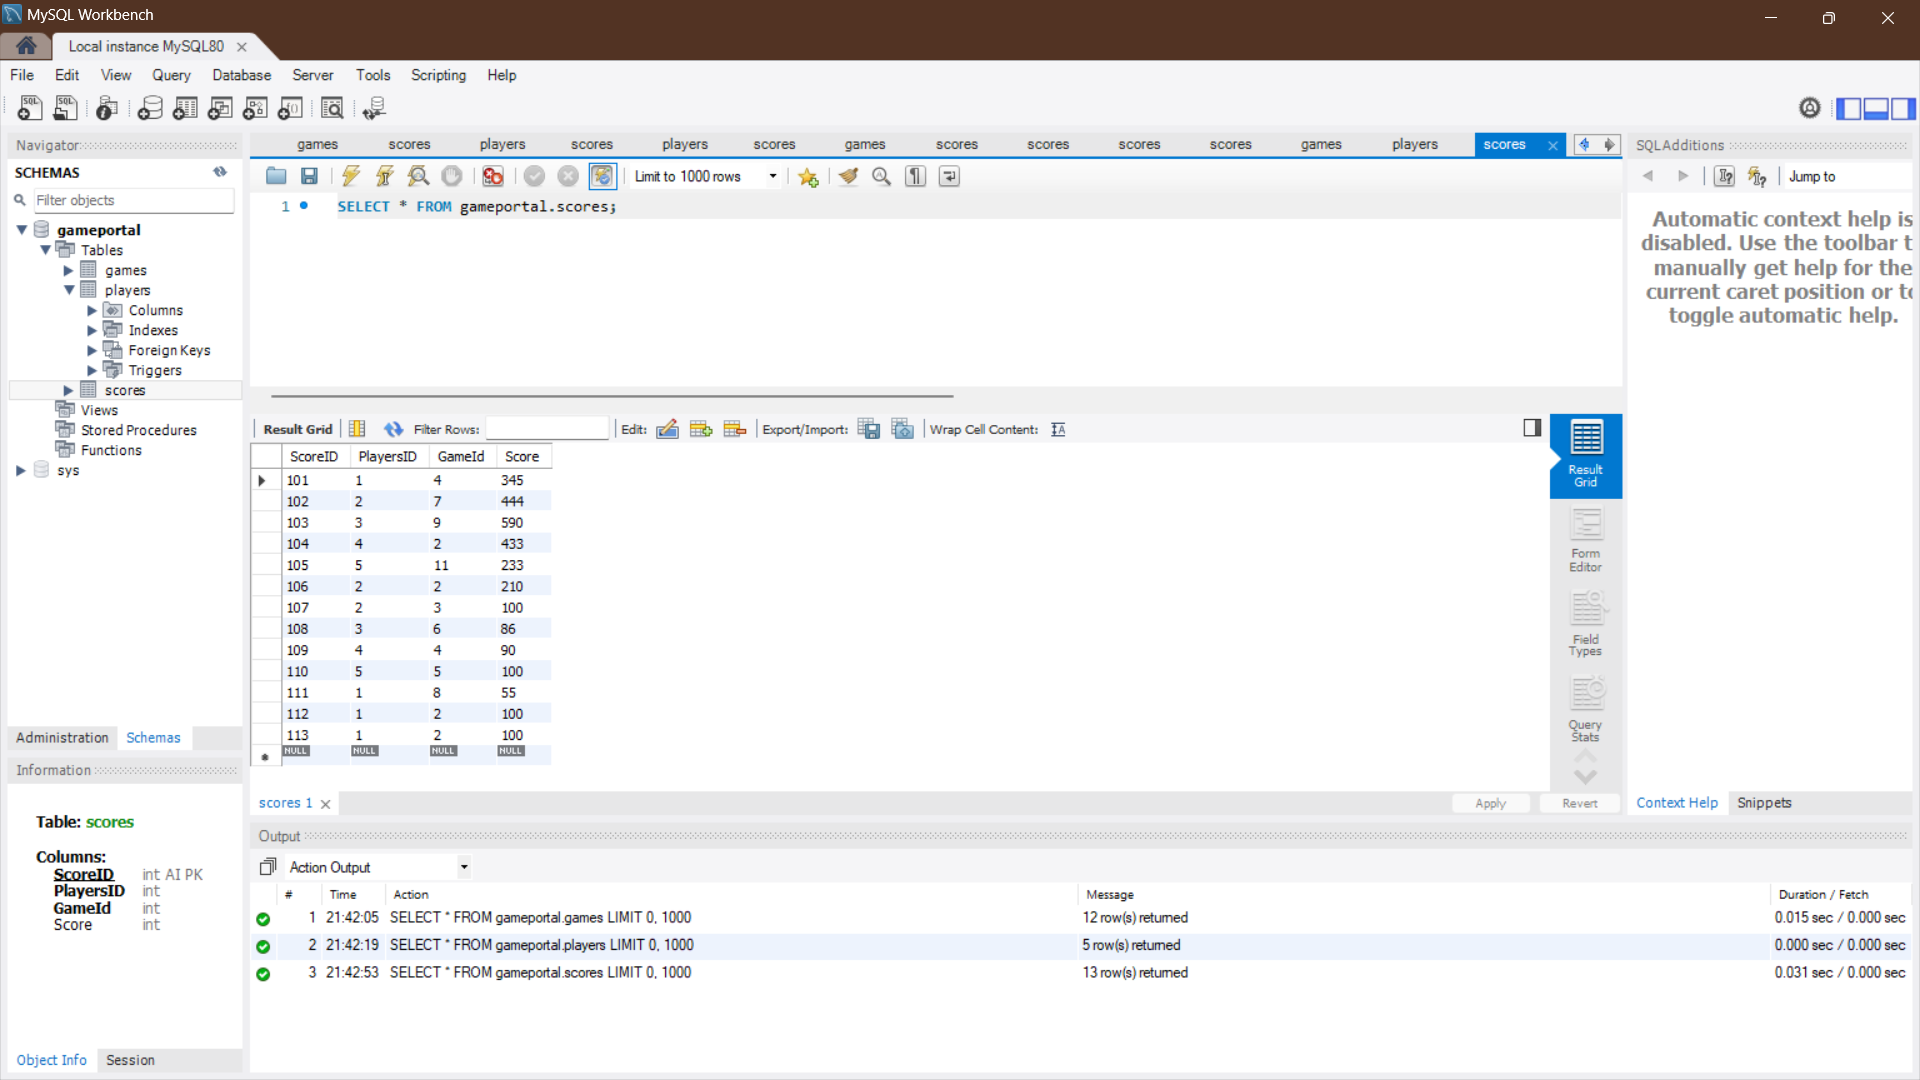 MySQL Workbench
Local instance MySQL80
File Edit View Query Database Server Tools Scripting Help
Navigator
SCHEMAS
Filter objects
gameportal
Tables
games
players
Columns
Indexes
Foreign Keys
Triggers
scores
Views
Stored Procedures
Functions
sys
Administration Schemas
Information
Table: scores
Columns:
ScoreID int AI PK
PlayersID int
GameId int
Score int
Object Info Session
games scores players scores players scores games scores scores scores scores games players scores
Limit to 1000 rows
1 SELECT * FROM gameportal.scores;
Result Grid Filter Rows: Edit: Export/Import: Wrap Cell Content:
ScoreID PlayersID GameId Score
101 1 4 345
102 2 7 444
103 3 9 590
104 4 2 433
105 5 11 233
106 2 2 210
107 2 3 100
108 3 6 86
109 4 4 90
110 5 5 100
111 1 8 55
112 1 2 100
113 1 2 100
NULL NULL NULL NULL
Result
Grid
Form
Editor
Field
Types
Query
Stats
scores 1
Apply Revert
Output
Action Output
# Time Action Message Duration / Fetch
1 21:42:05 SELECT * FROM gameportal.games LIMIT 0, 1000 12 row(s) returned 0.015 sec / 0.000 sec
2 21:42:19 SELECT * FROM gameportal.players LIMIT 0, 1000 5 row(s) returned 0.000 sec / 0.000 sec
3 21:42:53 SELECT * FROM gameportal.scores LIMIT 0, 1000 13 row(s) returned 0.031 sec / 0.000 sec
SQLAdditions
Jump to
Automatic context help is
disabled. Use the toolbar t
manually get help for the
current caret position or to
toggle automatic help.
Context Help Snippets